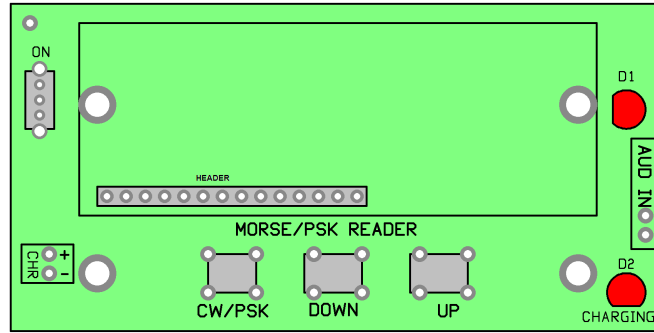 ON
D1
HEADER
AUD IN
MORSE/PSK READER
CHR
+
-
D2
CW/PSK
DOWN
UP
CHARGING